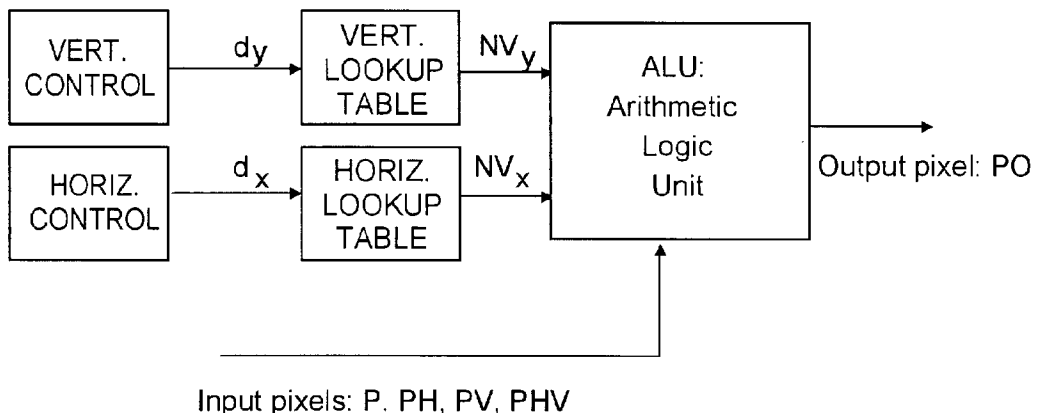 VERT.
CONTROL
dy
VERT.
LOOKUP
TABLE
NVy
ALU:
Arithmetic
Logic
Unit
Output pixel: PO
HORIZ.
CONTROL
dx
HORIZ.
LOOKUP
TABLE
NVx
Input pixels: P. PH, PV, PHV